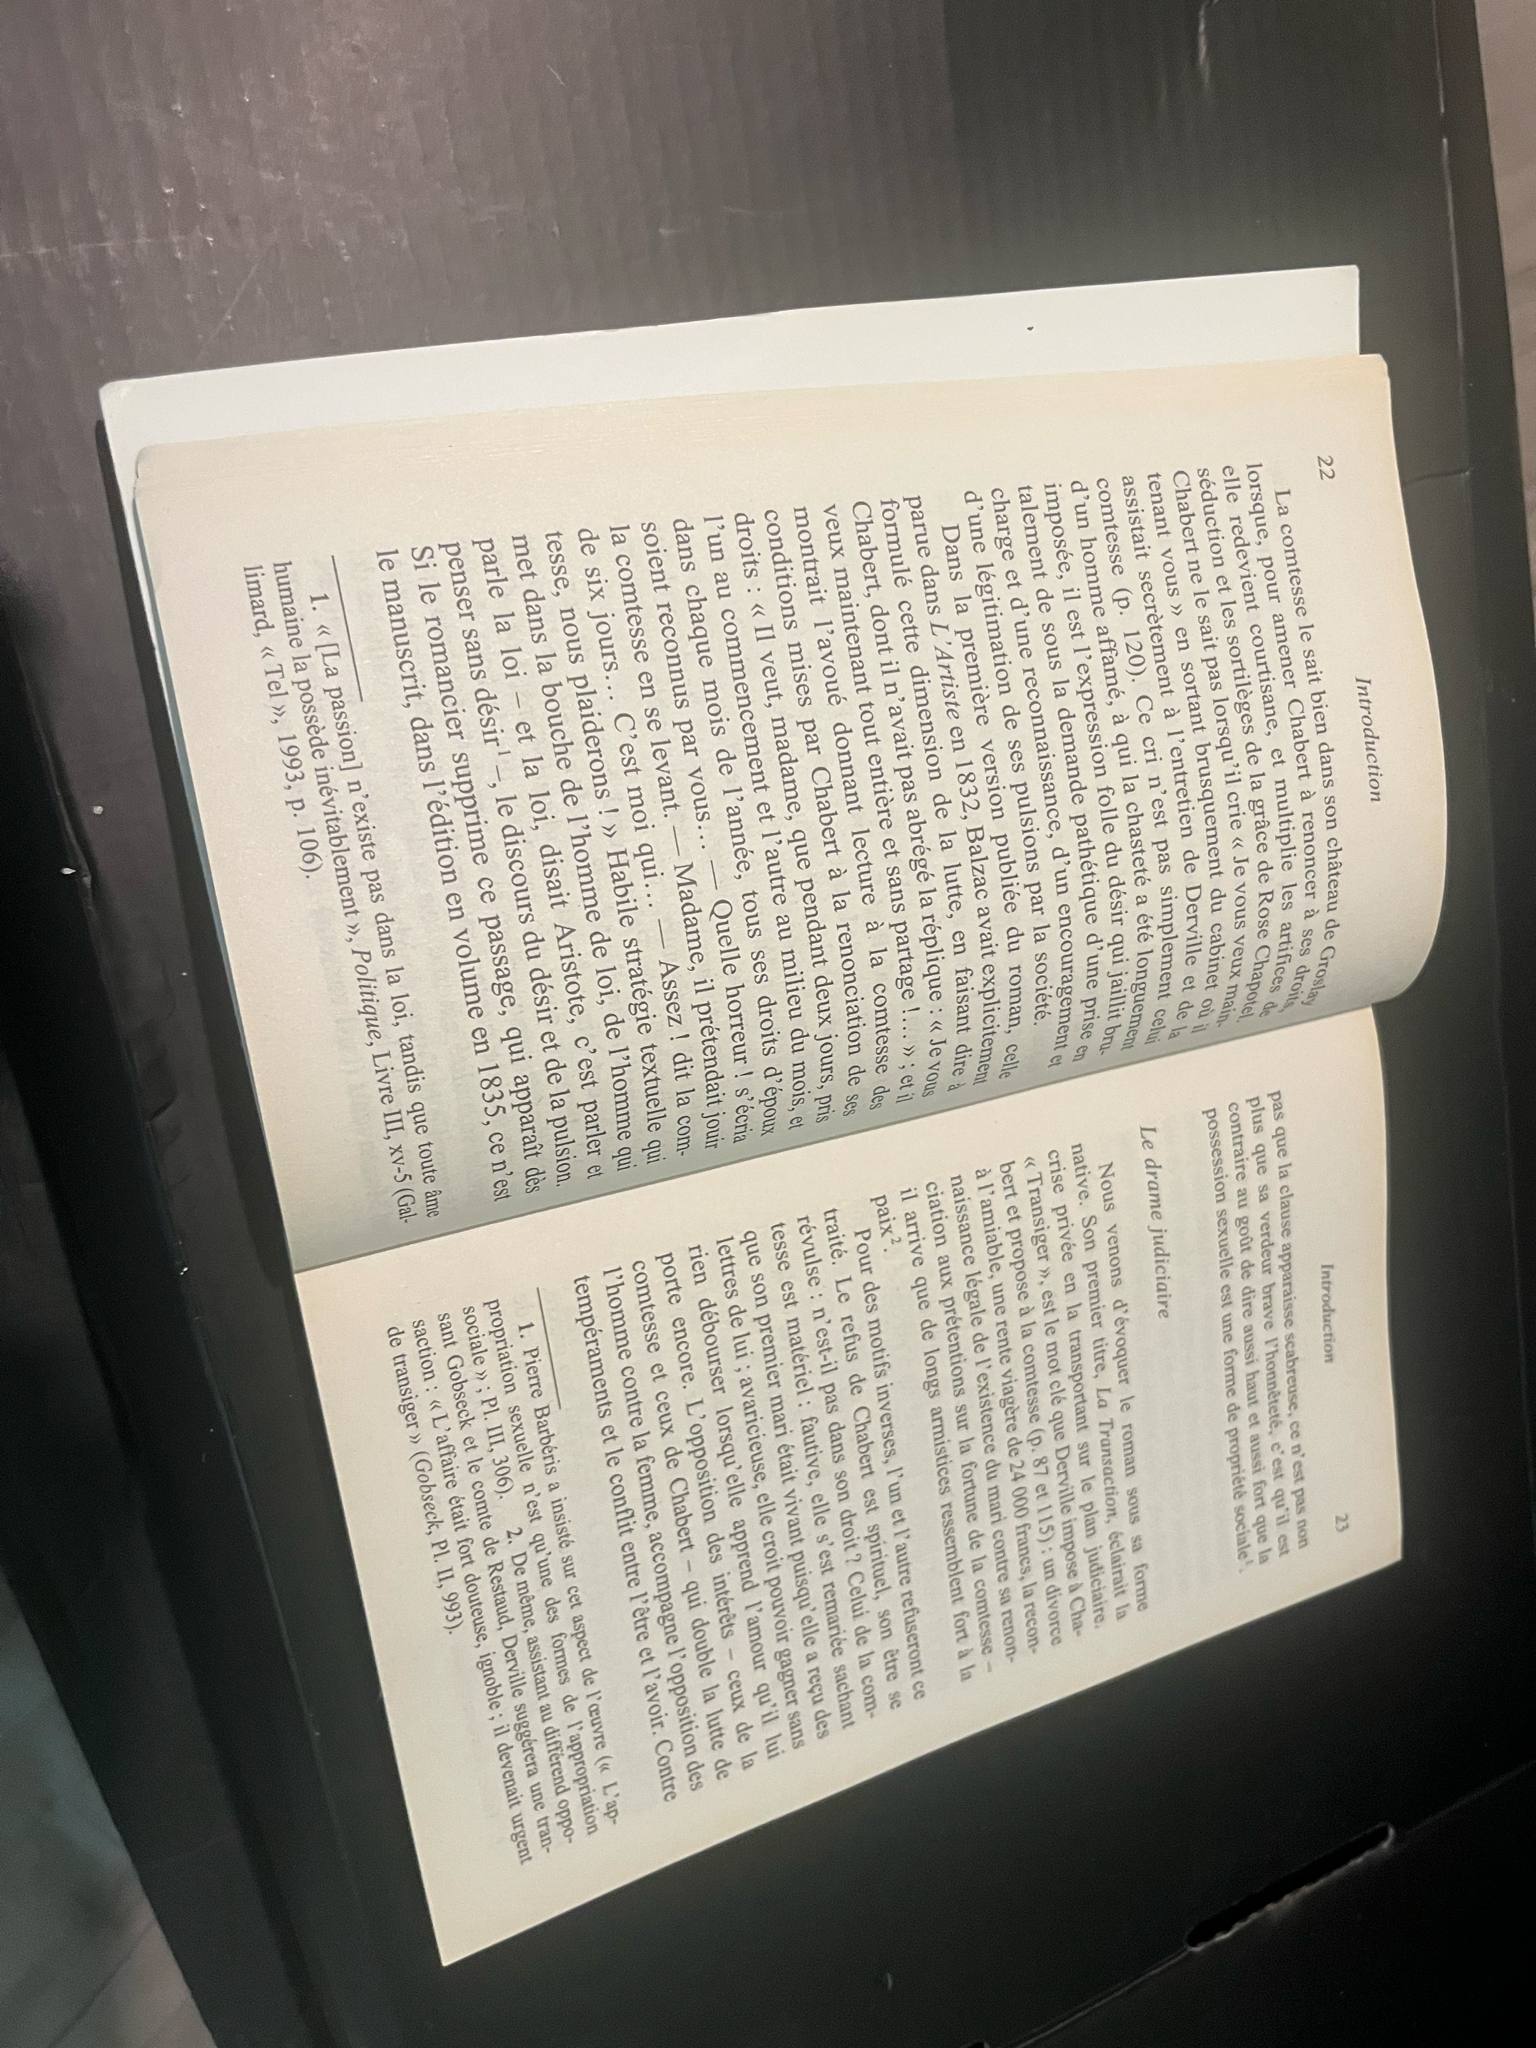 22
Introduction
La comtesse le sait bien dans son château de Groslay
lorsque, pour amener Chabert à renoncer à ses droits,
elle redevient courtisane, et multiplie les artifices de
séduction et les sortilèges de la grâce de Rose Chapotel.
Chabert ne le sait pas lorsqu'il crie « Je vous veux main-
tenant vous » en sortant brusquement du cabinet où il
assistait secrètement à l'entretien de Derville et de la
comtesse (p. 120). Ce cri n'est pas simplement celui
d'un homme affamé, à qui la chasteté a été longuement
imposée, il est l'expression folle du désir qui jaillit bru-
talement de sous la demande pathétique d'une prise en
charge et d'une reconnaissance, d'un encouragement et
d'une légitimation de ses pulsions par la société.
Dans la première version publiée du roman, celle
parue dans L'Artiste en 1832, Balzac avait explicitement
formulé cette dimension de la lutte, en faisant dire à
Chabert, dont il n'avait pas abrégé la réplique : « Je vous
veux maintenant tout entière et sans partage !... » ; et il
montrait l'avoué donnant lecture à la comtesse des
conditions mises par Chabert à la renonciation de ses
droits : « Il veut, madame, que pendant deux jours, pris
l'un au commencement et l'autre au milieu du mois, et
dans chaque mois de l'année, tous ses droits d'époux
soient reconnus par vous... — Quelle horreur ! s'écria
la comtesse en se levant. — Madame, il prétendait jouir
de six jours... C'est moi qui... — Assez ! dit la com-
tesse, nous plaiderons ! » Habile stratégie textuelle qui
met dans la bouche de l'homme de loi, de l'homme qui
parle la loi – et la loi, disait Aristote, c'est parler et
penser sans désir¹ –, le discours du désir et de la pulsion.
Si le romancier supprime ce passage, qui apparaît dès
le manuscrit, dans l'édition en volume en 1835, ce n'est
1. « [La passion] n'existe pas dans la loi, tandis que toute âme
humaine la possède inévitablement », Politique, Livre III, xv-5 (Gal-
limard, « Tel », 1993, p. 106).
Introduction
23
pas que la clause apparaisse scabreuse, ce n'est pas non
plus que sa verdeur brave l'honnêteté, c'est qu'il est
contraire au goût de dire aussi haut et aussi fort que la
possession sexuelle est une forme de propriété sociale¹.
Le drame judiciaire
Nous venons d'évoquer le roman sous sa forme
native. Son premier titre, La Transaction, éclairait la
crise privée en la transportant sur le plan judiciaire.
« Transiger », est le mot clé que Derville impose à Cha-
bert et propose à la comtesse (p. 87 et 115) : un divorce
à l'amiable, une rente viagère de 24 000 francs, la recon-
naissance légale de l'existence du mari contre sa renon-
ciation aux prétentions sur la fortune de la comtesse –
il arrive que de longs armistices ressemblent fort à la
paix².
Pour des motifs inverses, l'un et l'autre refuseront ce
traité. Le refus de Chabert est spirituel, son être se
révulse : n'est-il pas dans son droit ? Celui de la com-
tesse est matériel : fautive, elle s'est remariée sachant
que son premier mari était vivant puisqu'elle a reçu des
lettres de lui ; avaricieuse, elle croit pouvoir gagner sans
rien débourser lorsqu'elle apprend l'amour qu'il lui
porte encore. L'opposition des intérêts – ceux de la
comtesse et ceux de Chabert – qui double la lutte de
l'homme contre la femme, accompagne l'opposition des
tempéraments et le conflit entre l'être et l'avoir. Contre
1. Pierre Barbéris a insisté sur cet aspect de l'œuvre (« L'ap-
propriation sexuelle n'est qu'une des formes de l'appropriation
sociale » ; Pl. III, 306). 2. De même, assistant au différend oppo-
sant Gobseck et le comte de Restaud, Derville suggérera une tran-
saction : « L'affaire était fort douteuse, ignoble ; il devenait urgent
de transiger » (Gobseck, Pl. II, 993).